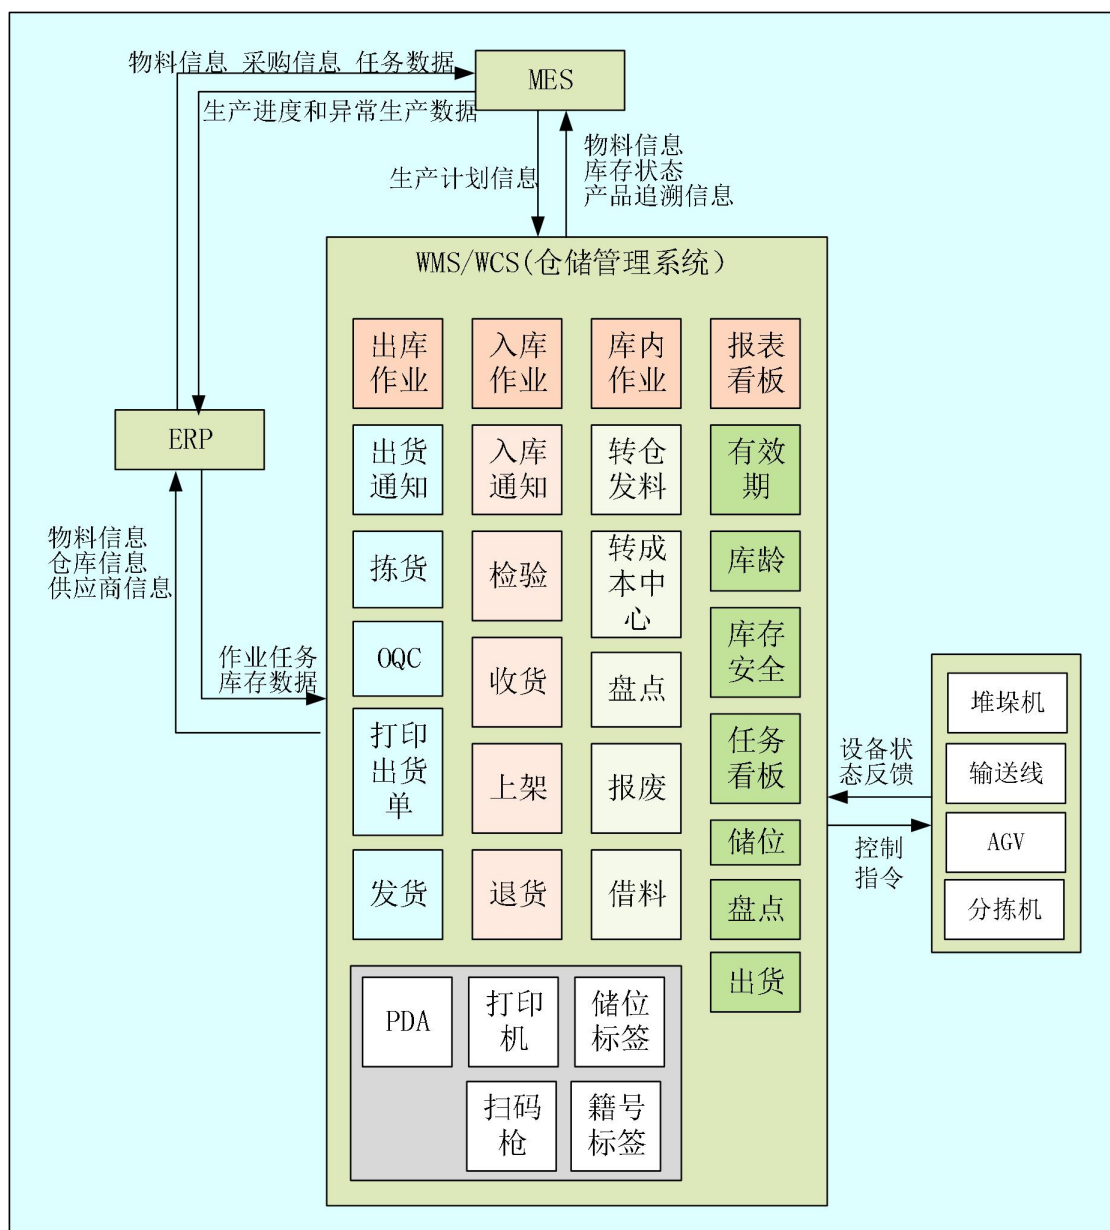 物料信息 采购信息 任务数据
MES
生产进度和异常生产数据
生产计划信息
物料信息
库存状态
产品追溯信息
WMS/WCS(仓储管理系统)
出库
作业
入库
作业
库内
作业
报表
看板
ERP
出货
通知
入库
通知
转仓
发料
有效
期
物料信息
仓库信息
供应商信息
拣货
检验
转成
本中
心
库龄
OQC
收货
盘点
库存
安全
作业任务
库存数据
打印
出货
单
上架
报废
任务
看板
储位
发货
退货
借料
盘点
出货
设备状
态反馈
控制
指令
堆垛机
输送线
AGV
分拣机
PDA
打印
机
储位
标签
扫码
枪
籍号
标签